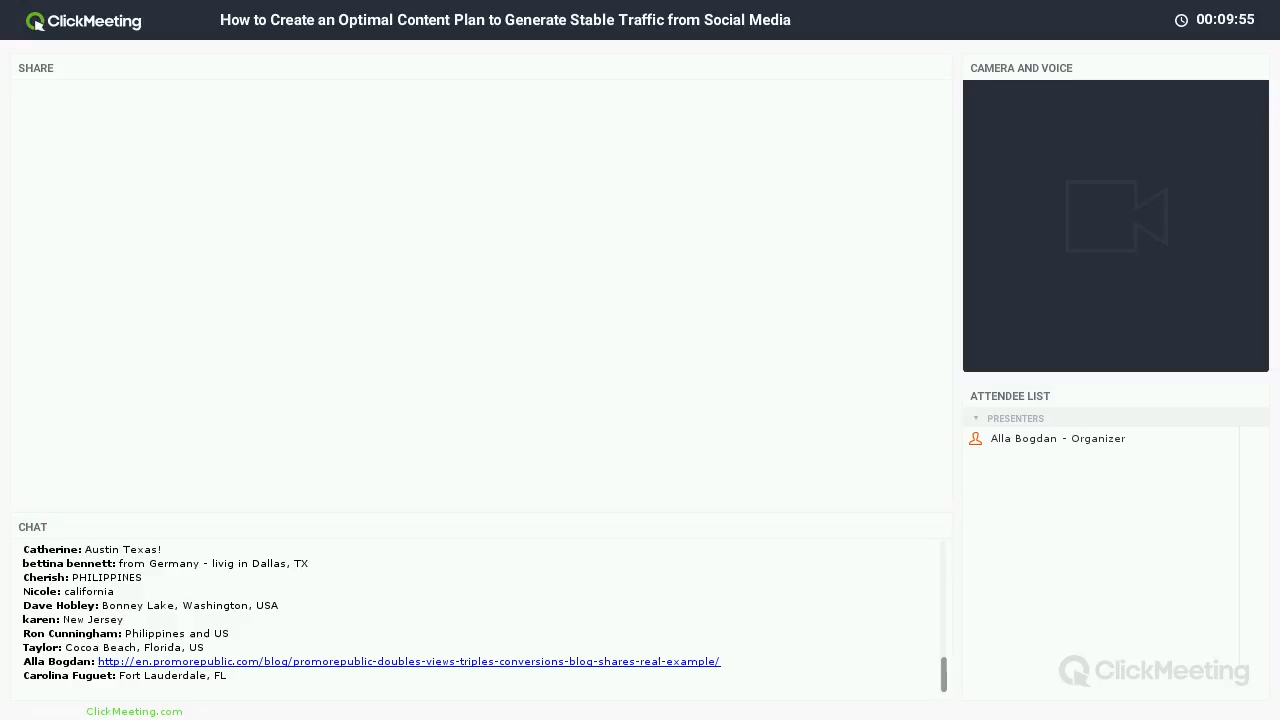 ClickMeeting
How to Create an Optimal Content Plan to Generate Stable Traffic from Social Media
00:09:55
SHARE
CAMERA AND VOICE
ATTENDEE LIST
PRESENTERS
Alla Bogdan - Organizer
CHAT
Catherine: Austin Texas!
bettina bennett: from Germany - livig in Dallas, TX
Cherish: PHILIPPINES
Nicole: california
Dave Hobley: Bonney Lake, Washington, USA
karen: New Jersey
Ron Cunningham: Philippines and US
Taylor: Cocoa Beach, Florida, US
Alla Bogdan: http://en.promorepublic.com/blog/promorepublic-doubles-views-triples-conversions-blog-shares-real-example/
Carolina Fuguet: Fort Lauderdale, FL
ClickMeeting
ClickMeeting.com